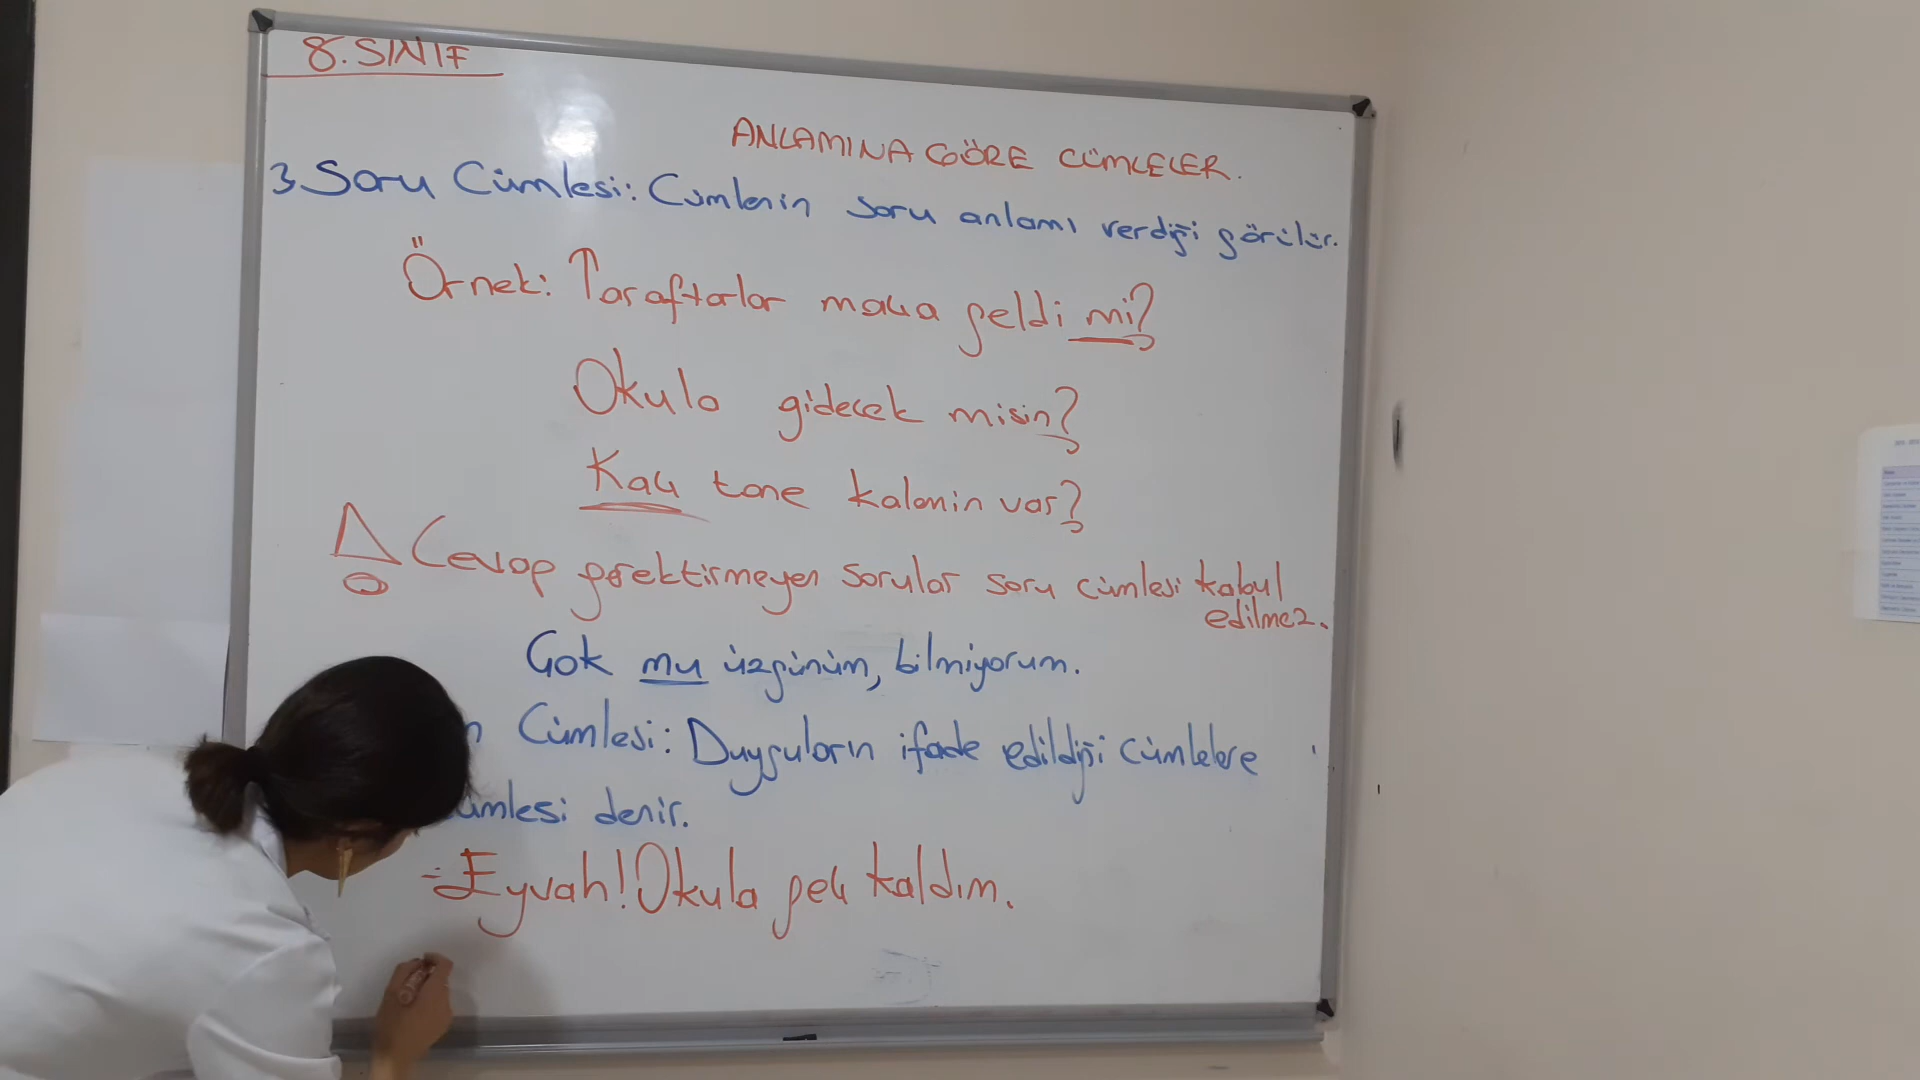 8. SINIF
ANLAMINA GÖRE CÜMLELER.
3. Soru Cümlesi: Cümlenin soru anlamı verdiği görülür.
Örnek: Taraftarlar maça geldi mi?
Okula gidecek misin?
Kaç tane kalemin var?
Cevap gerektirmeyen sorular soru cümlesi kabul
edilmez.
Çok mu üzgünüm, bilmiyorum.
Cümlesi: Duyguların ifade edildiği cümlelere
ümlesi denir.
- Eyvah! Okula geç kaldım.